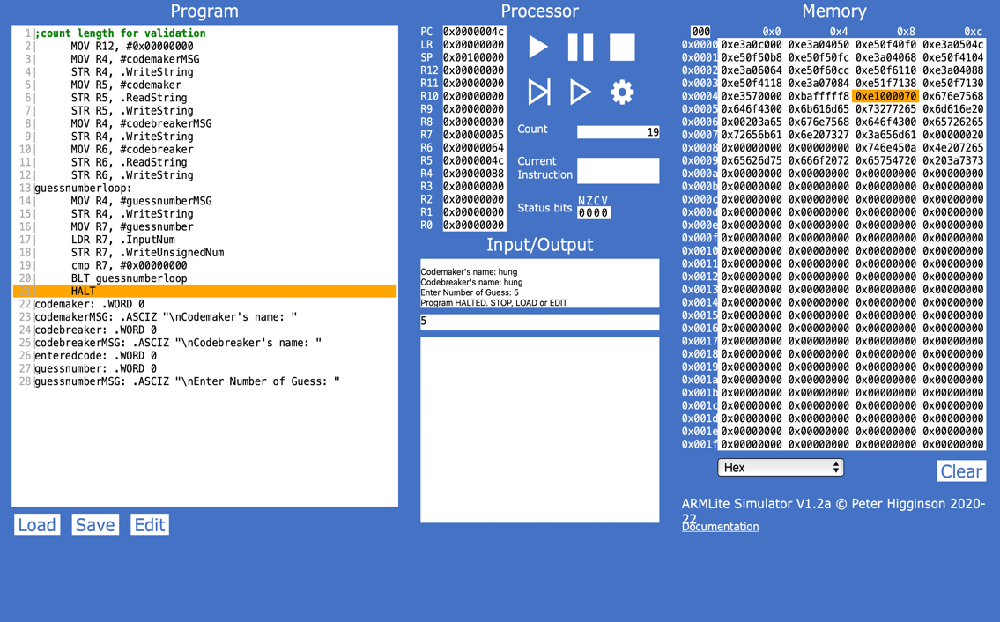 Program
1|;count length for validation
2| MOV R12, #0x00000000
3| MOV R4, #codemakerMSG
4| STR R4, .WriteString
5| MOV R5, #codemaker
6| STR R5, .ReadString
7| STR R5, .WriteString
8| MOV R4, #codebreakerMSG
9| STR R4, .WriteString
10| MOV R6, #codebreaker
11| STR R6, .ReadString
12| STR R6, .WriteString
13|guessnumberloop:
14| MOV R4, #guessnumberMSG
15| STR R4, .WriteString
16| MOV R7, #guessnumber
17| LDR R7, .InputNum
18| STR R7, .WriteUnsignedNum
19| cmp R7, #0x00000000
20| BLT guessnumberloop
21| HALT
22|codemaker: .WORD 0
23|codemakerMSG: .ASCIZ "\nCodemaker's name: "
24|codebreaker: .WORD 0
25|codebreakerMSG: .ASCIZ "\nCodebreaker's name: "
26|enteredcode: .WORD 0
27|guessnumber: .WORD 0
28|guessnumberMSG: .ASCIZ "\nEnter Number of Guess: "
Load Save Edit
Processor
PC 0x0000004c
LR 0x00000000
SP 0x00100000
R12 0x00000000
R11 0x00000000
R10 0x00000000
R9 0x00000000
R8 0x00000000
R7 0x00000005
R6 0x00000064
R5 0x0000004c
R4 0x00000088
R3 0x00000000
R2 0x00000000
R1 0x00000000
R0 0x00000000
Count 19
Current
Instruction
Status bits NZCV
0000
Input/Output
Codemaker's name: hung
Codebreaker's name: hung
Enter Number of Guess: 5
Program HALTED. STOP, LOAD or EDIT
5
Memory
000 0x0 0x4 0x8 0xc
0x0000 0xe3a0c000 0xe3a04050 0xe50f40f0 0xe3a0504c
0x0001 0xe50f50b8 0xe50f50fc 0xe3a04068 0xe50f4104
0x0002 0xe3a06064 0xe50f60cc 0xe50f6110 0xe3a04088
0x0003 0xe50f4118 0xe3a07084 0xe51f7138 0xe50f7130
0x0004 0xe3570000 0xbafffff8 0xe1000070 0x676e7568
0x0005 0x646f4300 0x6b616d65 0x73277265 0x6d616e20
0x0006 0x00203a65 0x676e7568 0x646f4300 0x65726265
0x0007 0x72656b61 0x6e207327 0x3a656d61 0x00000020
0x0008 0x00000000 0x00000000 0x746e450a 0x4e207265
0x0009 0x65626d75 0x666f2072 0x65754720 0x203a7373
0x000a 0x00000000 0x00000000 0x00000000 0x00000000
0x000b 0x00000000 0x00000000 0x00000000 0x00000000
0x000c 0x00000000 0x00000000 0x00000000 0x00000000
0x000d 0x00000000 0x00000000 0x00000000 0x00000000
0x000e 0x00000000 0x00000000 0x00000000 0x00000000
0x000f 0x00000000 0x00000000 0x00000000 0x00000000
0x0010 0x00000000 0x00000000 0x00000000 0x00000000
0x0011 0x00000000 0x00000000 0x00000000 0x00000000
0x0012 0x00000000 0x00000000 0x00000000 0x00000000
0x0013 0x00000000 0x00000000 0x00000000 0x00000000
0x0014 0x00000000 0x00000000 0x00000000 0x00000000
0x0015 0x00000000 0x00000000 0x00000000 0x00000000
0x0016 0x00000000 0x00000000 0x00000000 0x00000000
0x0017 0x00000000 0x00000000 0x00000000 0x00000000
0x0018 0x00000000 0x00000000 0x00000000 0x00000000
0x0019 0x00000000 0x00000000 0x00000000 0x00000000
0x001a 0x00000000 0x00000000 0x00000000 0x00000000
0x001b 0x00000000 0x00000000 0x00000000 0x00000000
0x001c 0x00000000 0x00000000 0x00000000 0x00000000
0x001d 0x00000000 0x00000000 0x00000000 0x00000000
0x001e 0x00000000 0x00000000 0x00000000 0x00000000
0x001f 0x00000000 0x00000000 0x00000000 0x00000000
Hex Clear
ARMLite Simulator V1.2a © Peter Higginson 2020-
22
Documentation